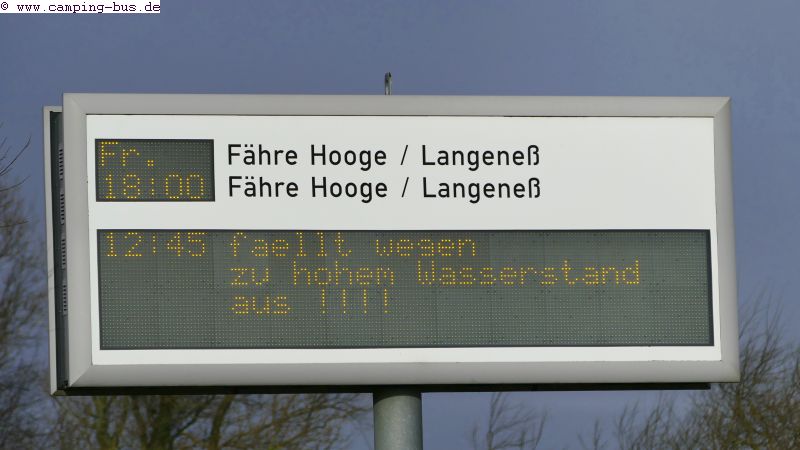 © www.camping-bus.de
Fr. Fähre Hooge / Langeneß
18:00 Fähre Hooge / Langeneß
12:45 faellt wegen
zu hohem Wasserstand
aus !!!!